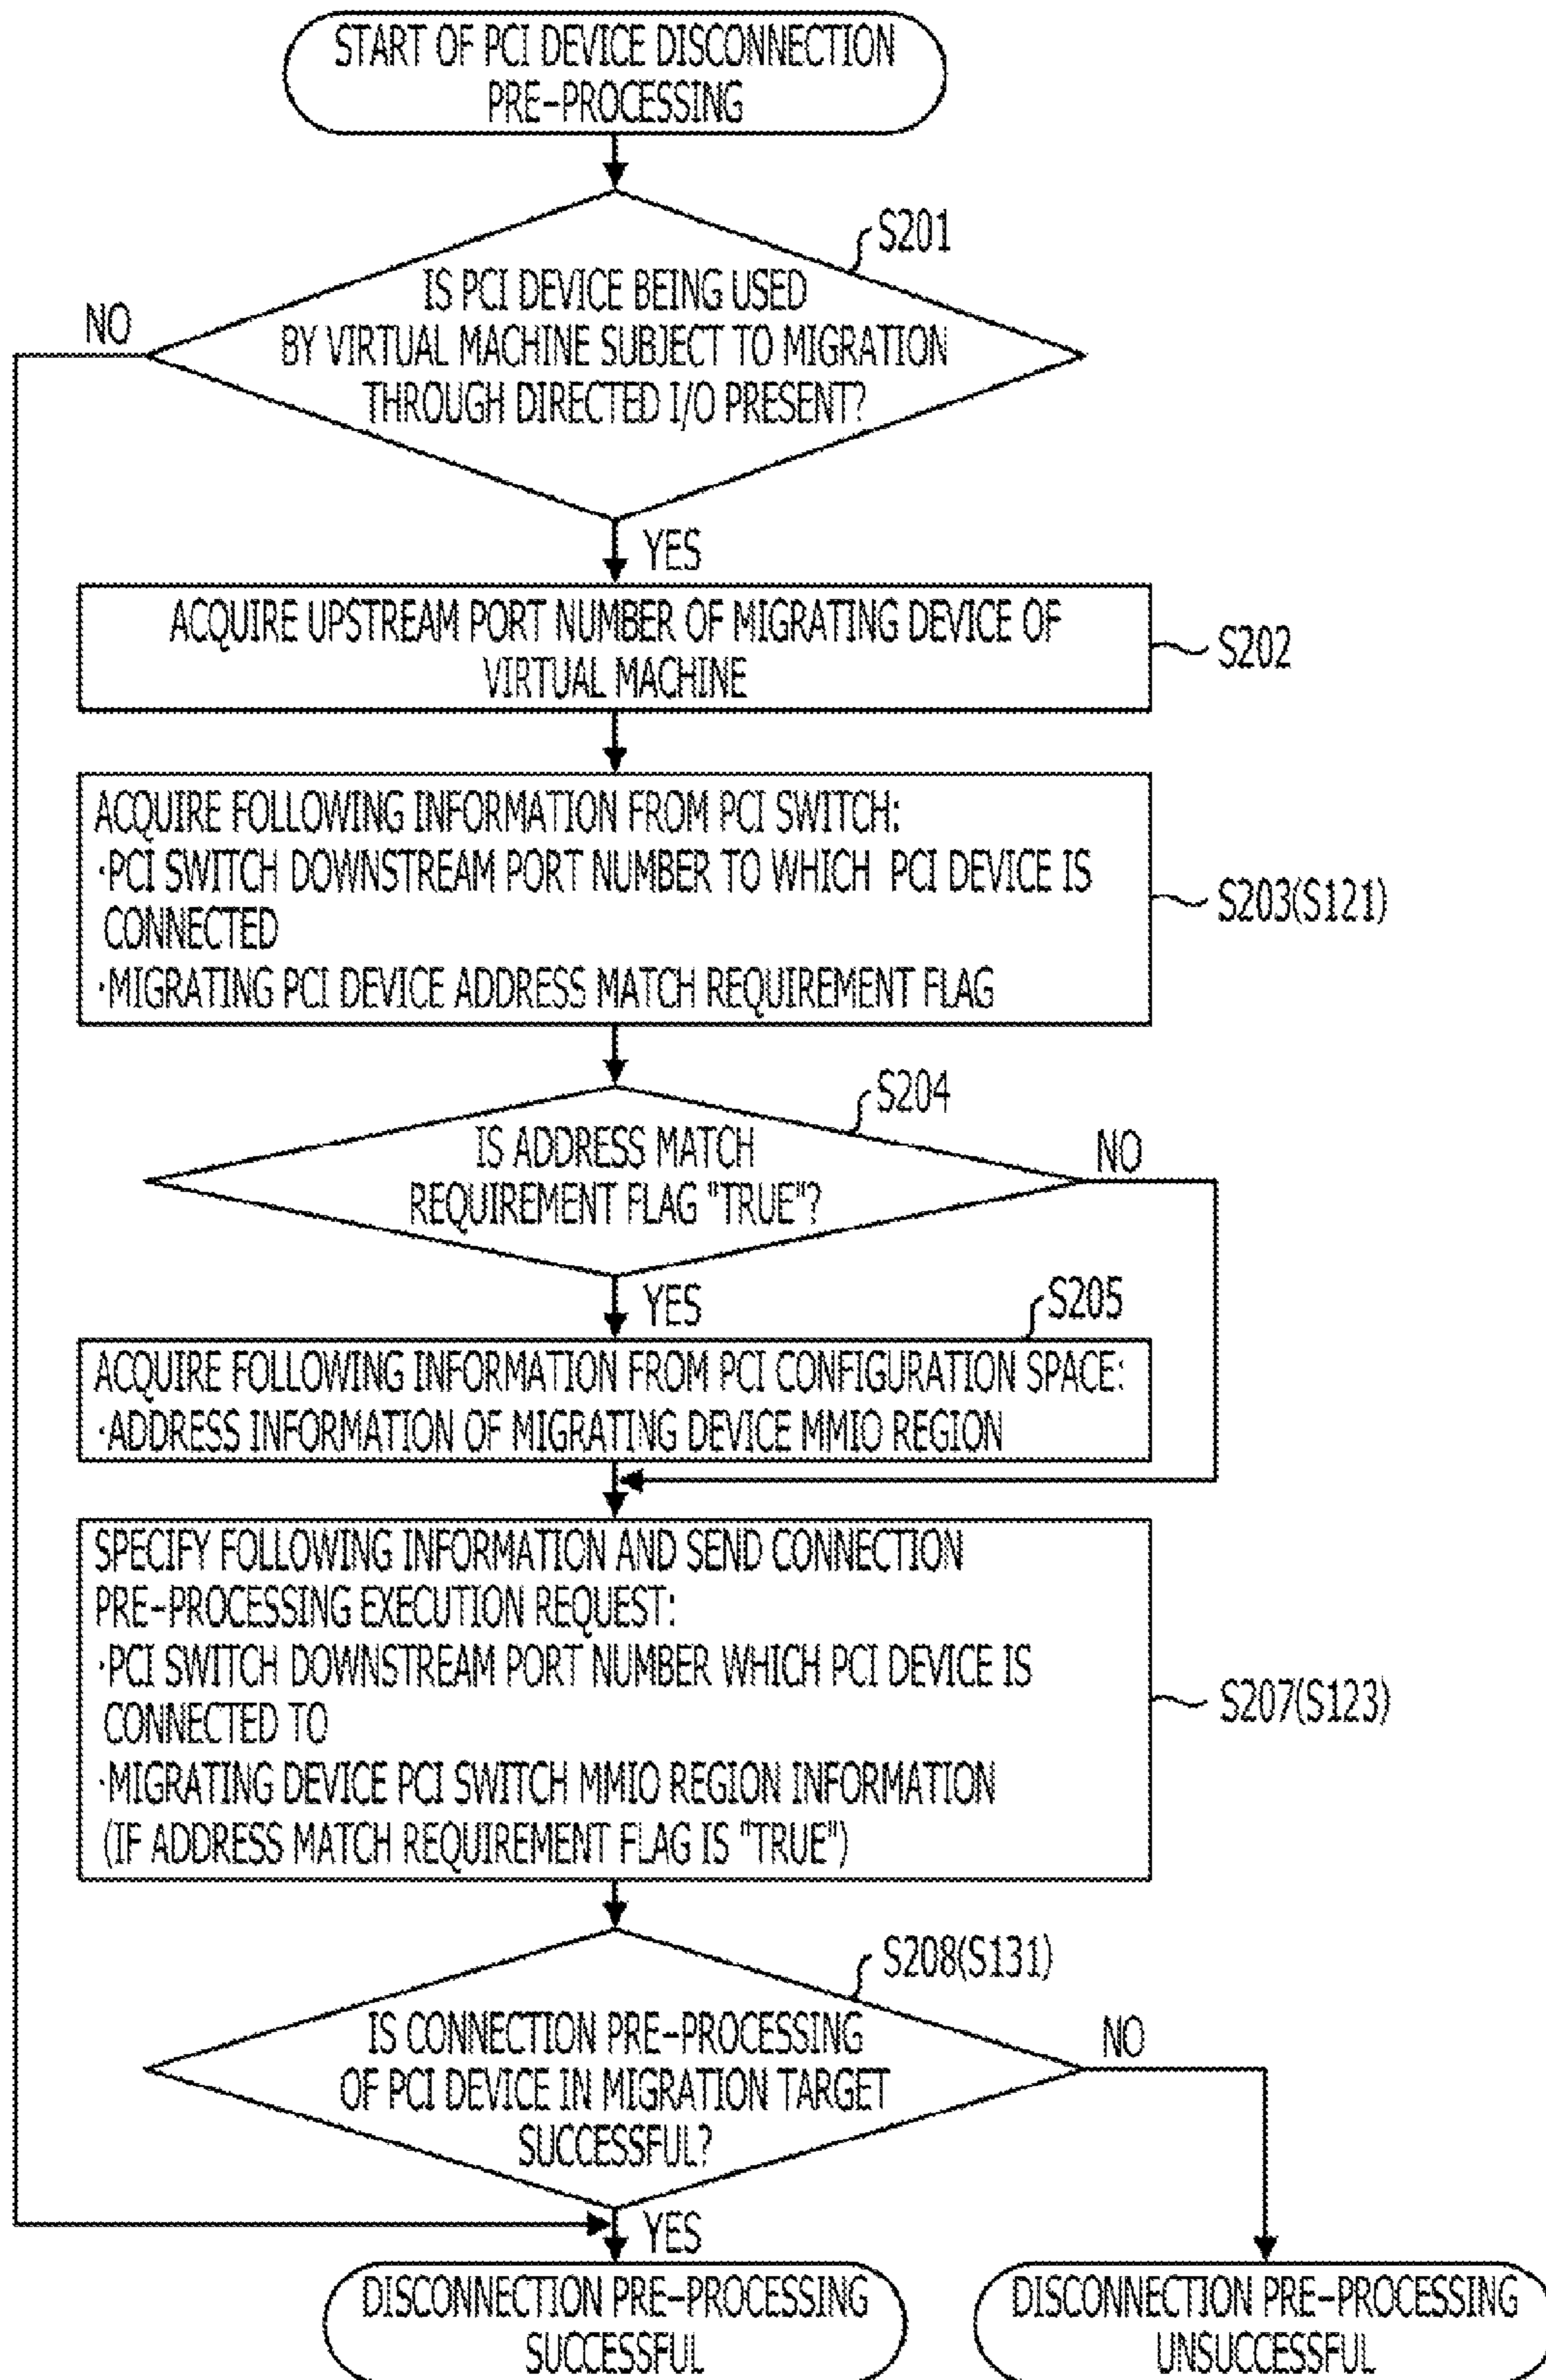 START OF PCI DEVICE DISCONNECTION
PRE-PROCESSING
S201
IS PCI DEVICE BEING USED
BY VIRTUAL MACHINE SUBJECT TO MIGRATION
THROUGH DIRECTED I/O PRESENT?
NO
YES
ACQUIRE UPSTREAM PORT NUMBER OF MIGRATING DEVICE OF
VIRTUAL MACHINE
S202
ACQUIRE FOLLOWING INFORMATION FROM PCI SWITCH:
·PCI SWITCH DOWNSTREAM PORT NUMBER TO WHICH PCI DEVICE IS
CONNECTED
·MIGRATING PCI DEVICE ADDRESS MATCH REQUIREMENT FLAG
S203(S121)
S204
IS ADDRESS MATCH
REQUIREMENT FLAG "TRUE"?
NO
YES
S205
ACQUIRE FOLLOWING INFORMATION FROM PCI CONFIGURATION SPACE:
·ADDRESS INFORMATION OF MIGRATING DEVICE MMIO REGION
SPECIFY FOLLOWING INFORMATION AND SEND CONNECTION
PRE-PROCESSING EXECUTION REQUEST:
·PCI SWITCH DOWNSTREAM PORT NUMBER WHICH PCI DEVICE IS
CONNECTED TO
·MIGRATING DEVICE PCI SWITCH MMIO REGION INFORMATION
(IF ADDRESS MATCH REQUIREMENT FLAG IS "TRUE")
S207(S123)
S208(S131)
IS CONNECTION PRE-PROCESSING
OF PCI DEVICE IN MIGRATION TARGET
SUCCESSFUL?
NO
YES
DISCONNECTION PRE-PROCESSING
SUCCESSFUL
DISCONNECTION PRE-PROCESSING
UNSUCCESSFUL